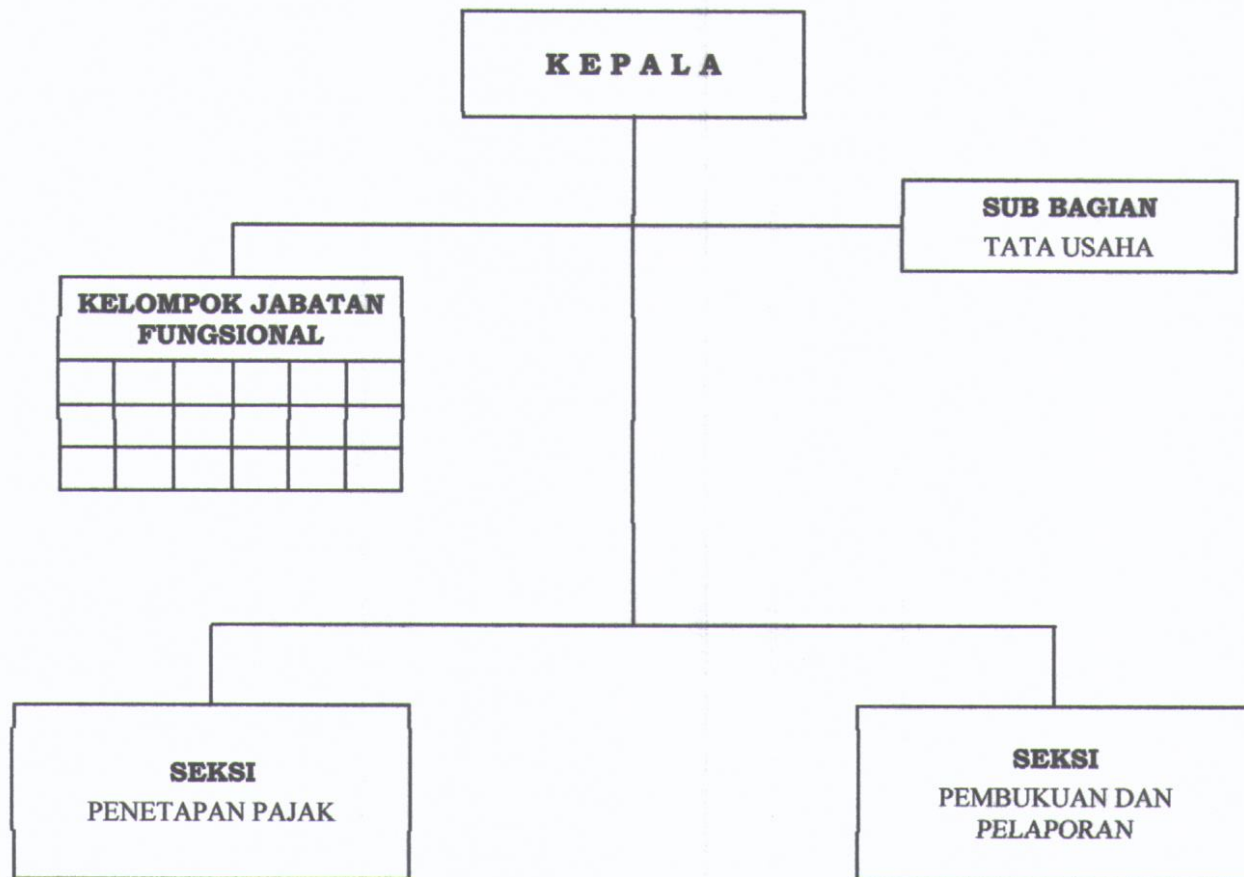 K E P A L A
SUB BAGIAN
TATA USAHA
KELOMPOK JABATAN
FUNGSIONAL
SEKSI
PENETAPAN PAJAK
SEKSI
PEMBUKUAN DAN
PELAPORAN